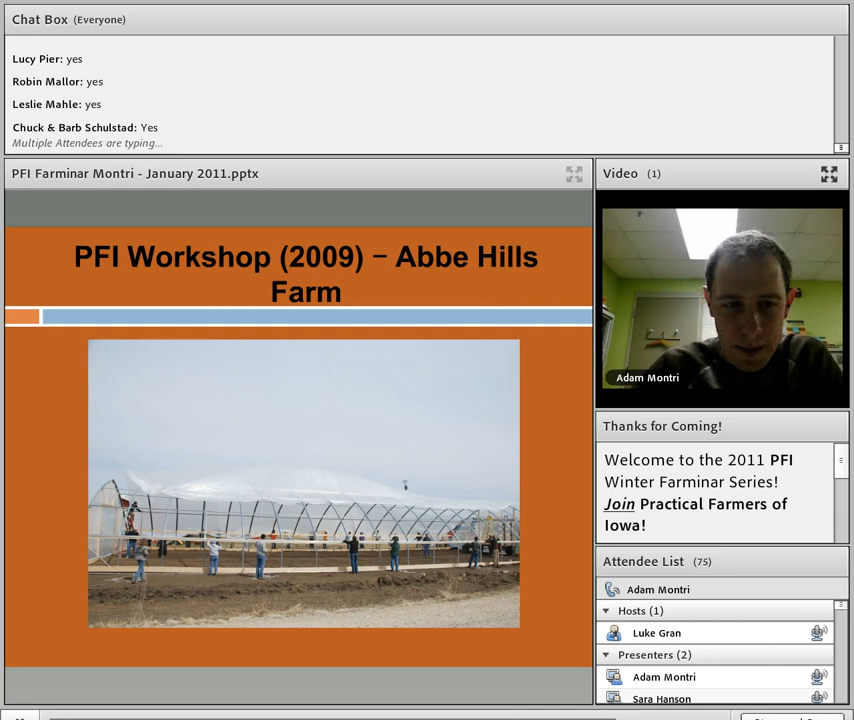 Chat Box (Everyone)
Lucy Pier: yes
Robin Mallor: yes
Leslie Mahle: yes
Chuck & Barb Schulstad: Yes
Multiple Attendees are typing...
PFI Farminar Montri - January 2011.pptx
PFI Workshop (2009) – Abbe Hills
Farm
Video (1)
Adam Montri
Thanks for Coming!
Welcome to the 2011 PFI
Winter Farminar Series!
Join Practical Farmers of
Iowa!
Attendee List (75)
Adam Montri
Hosts (1)
Luke Gran
Presenters (2)
Adam Montri
Sara Hanson